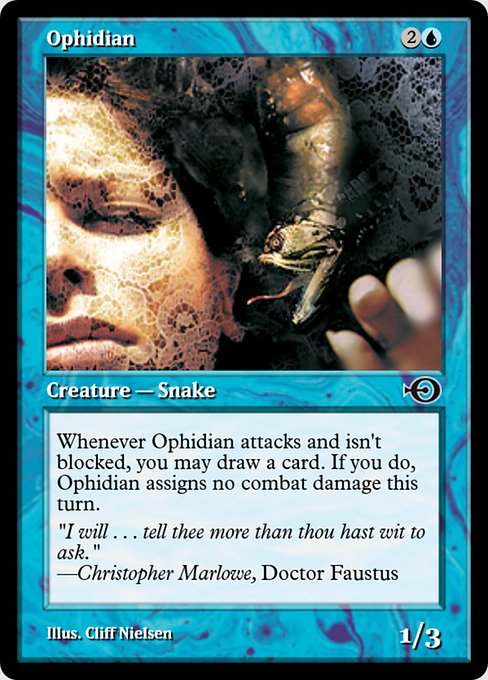 Ophidian 2
Creature — Snake
Whenever Ophidian attacks and isn't
blocked, you may draw a card. If you do,
Ophidian assigns no combat damage this
turn.
"I will . . . tell thee more than thou hast wit to
ask."
—Christopher Marlowe, Doctor Faustus
Illus. Cliff Nielsen
1/3